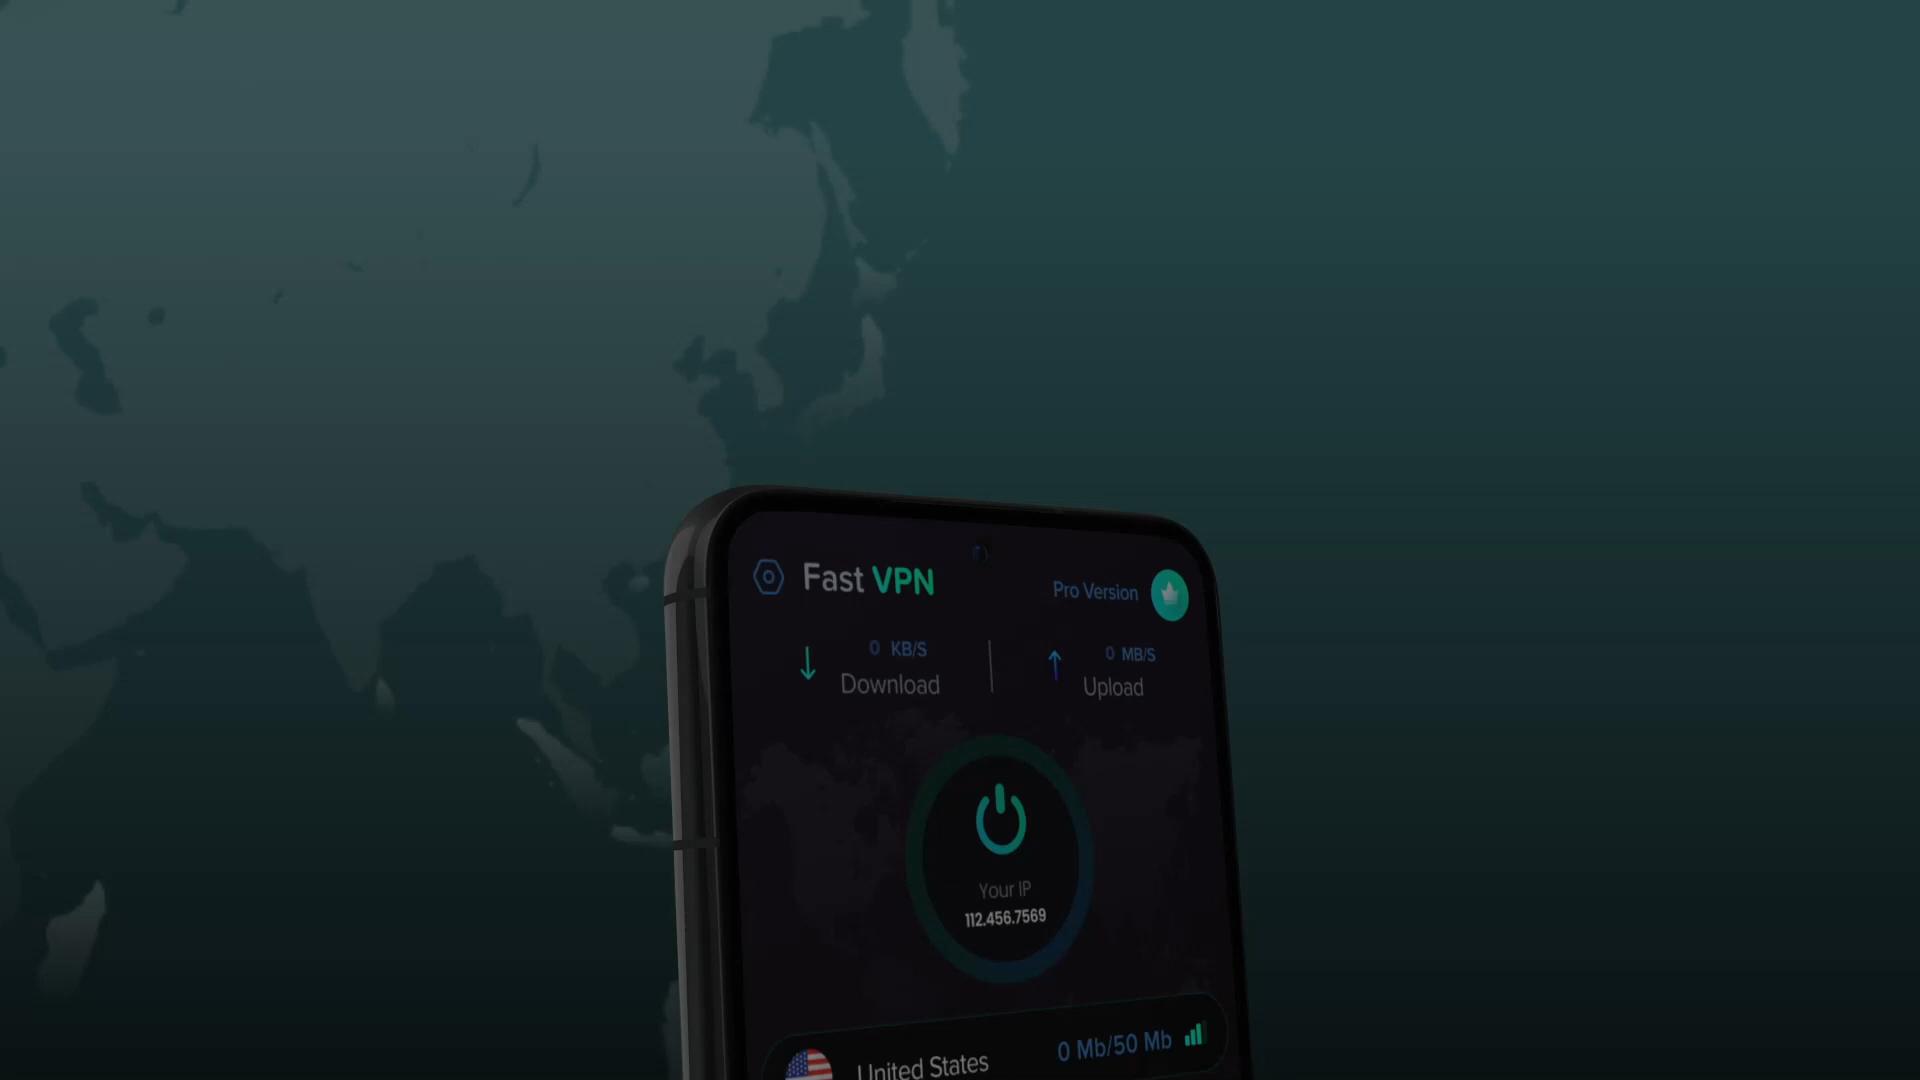 Fast VPN
Pro Version
0 KB/S
Download
0 MB/S
Upload
Your IP
112.456.7569
United States
0 Mb/50 Mb